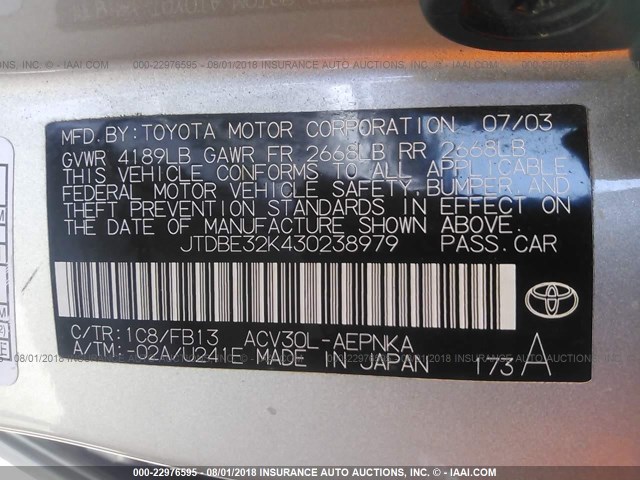 000-22976595 - 08/01/2018 - INSURANCE AUTO AUCTIONS - IAAI.COM
MFD. BY: TOYOTA MOTOR CORPORATION 07/03
GVWR 4189LB GAWR FR 2668LB RR 2668LB
THIS VEHICLE CONFORMS TO ALL APPLICABLE
FEDERAL MOTOR VEHICLE SAFETY, BUMPER, AND
THEFT PREVENTION STANDARDS IN EFFECT ON
THE DATE OF MANUFACTURE SHOWN ABOVE.
JTDBE32K430238979 PASS. CAR
C/TR: 1C8/FB13 ACV30L-AEPNKA
A/TM: -02A/U241E MADE IN JAPAN 173 A
000-22976595 - 08/01/2018 - INSURANCE AUTO AUCTIONS - IAAI.COM